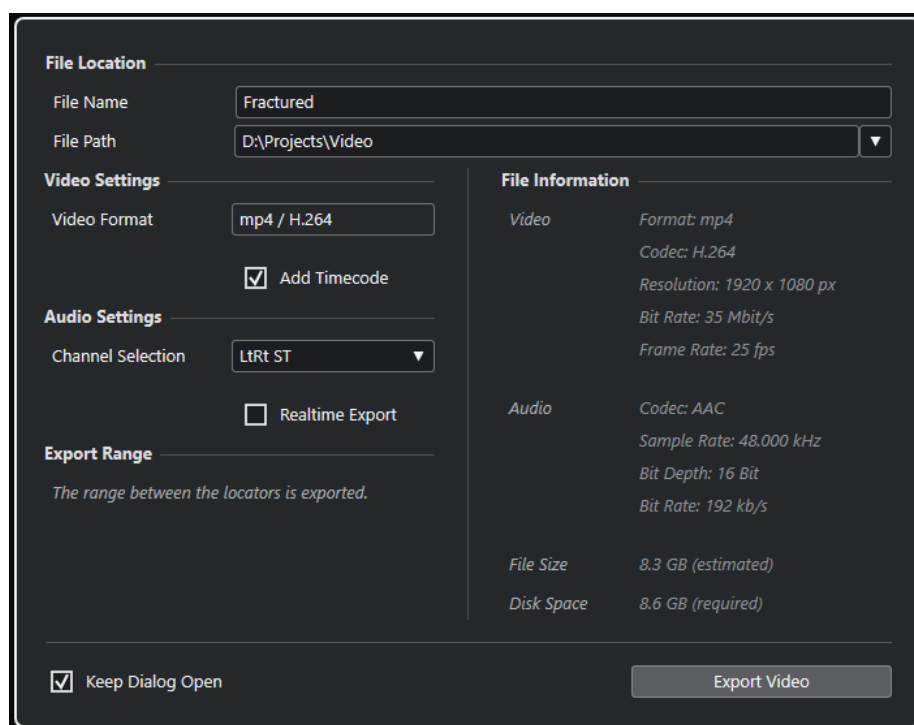 File Location
File Name Fractured
File Path D:\Projects\Video
Video Settings
Video Format mp4 / H.264
Add Timecode
Audio Settings
Channel Selection LtRt ST
Realtime Export
Export Range
The range between the locators is exported.
File Information
Video Format: mp4
Codec: H.264
Resolution: 1920 x 1080 px
Bit Rate: 35 Mbit/s
Frame Rate: 25 fps
Audio Codec: AAC
Sample Rate: 48.000 kHz
Bit Depth: 16 Bit
Bit Rate: 192 kb/s
File Size 8.3 GB (estimated)
Disk Space 8.6 GB (required)
Keep Dialog Open
Export Video